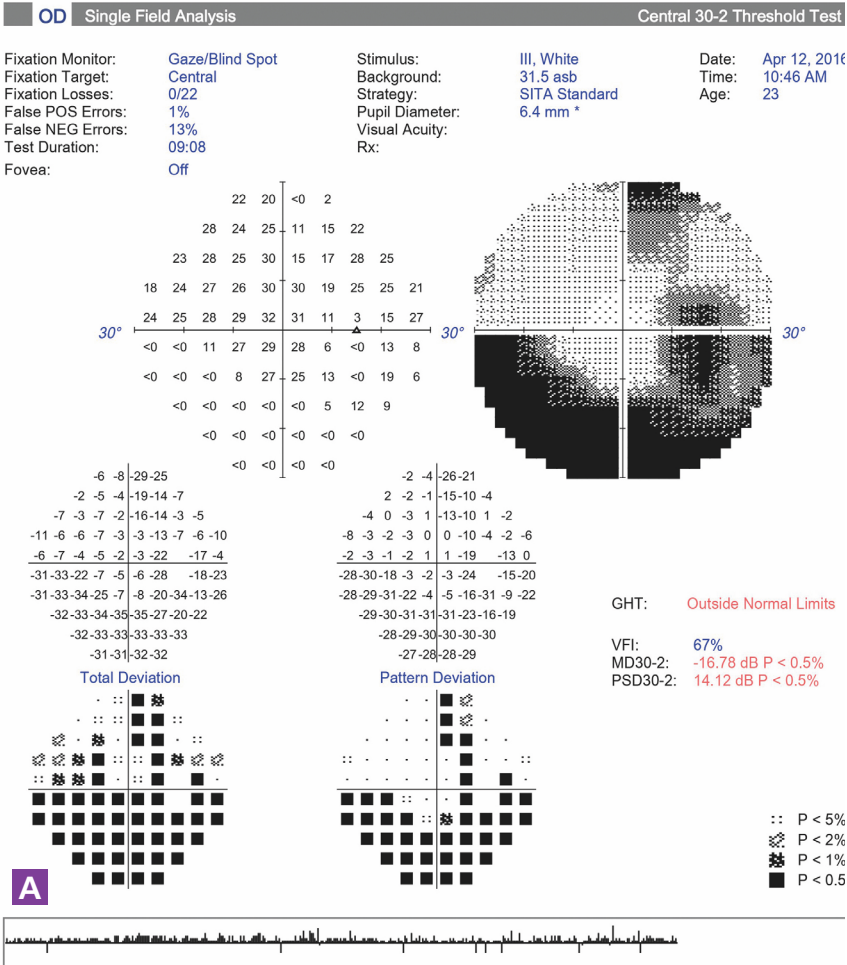 OD Single Field Analysis Central 30-2 Threshold Test
Fixation Monitor: Gaze/Blind Spot Stimulus: III, White Date: Apr 12, 2016
Fixation Target: Central Background: 31.5 asb Time: 10:46 AM
Fixation Losses: 0/22 Strategy: SITA Standard Age: 23
False POS Errors: 1% Pupil Diameter: 6.4 mm *
False NEG Errors: 13% Visual Acuity:
Test Duration: 09:08 Rx:
Fovea: Off
22 20 <0 2
28 24 25 11 15 22
23 28 25 30 15 17 28 25
18 24 27 26 30 30 19 25 25 21
24 25 28 29 32 31 11 3 15 27
30° 30° 30°
<0 <0 11 27 29 28 6 <0 13 8
<0 <0 <0 8 27 25 13 <0 19 6
<0 <0 <0 <0 <0 5 12 9
<0 <0 <0 <0 <0 <0
<0 <0 <0 <0
-6 -8 -29 -25 -2 -4 -26 -21
-2 -5 -4 -19 -14 -7 2 -2 -1 -15 -10 -4
-7 -3 -7 -2 -16 -14 -3 -5 -4 0 -3 1 -13 -10 1 -2
-11 -6 -6 -7 -3 -3 -13 -7 -6 -10 -8 -3 -2 -3 0 0 -10 -4 -2 -6
-6 -7 -4 -5 -2 -3 -22 -17 -4 -2 -3 -1 -2 1 1 -19 -13 0
-31 -33 -22 -7 -5 -6 -28 -18 -23 -28 -30 -18 -3 -2 -3 -24 -15 -20
-31 -33 -34 -25 -7 -8 -20 -34 -13 -26 -28 -29 -31 -22 -4 -5 -16 -31 -9 -22
-32 -33 -34 -35 -35 -27 -20 -22 -29 -30 -31 -31 -31 -23 -16 -19
-32 -33 -33 -33 -33 -33 -28 -29 -30 -30 -30 -30
-31 -31 -32 -32 -27 -28 -28 -29
GHT: Outside Normal Limits
VFI: 67%
MD30-2: -16.78 dB P < 0.5%
PSD30-2: 14.12 dB P < 0.5%
Total Deviation Pattern Deviation
P < 5%
P < 2%
P < 1%
P < 0.5
A